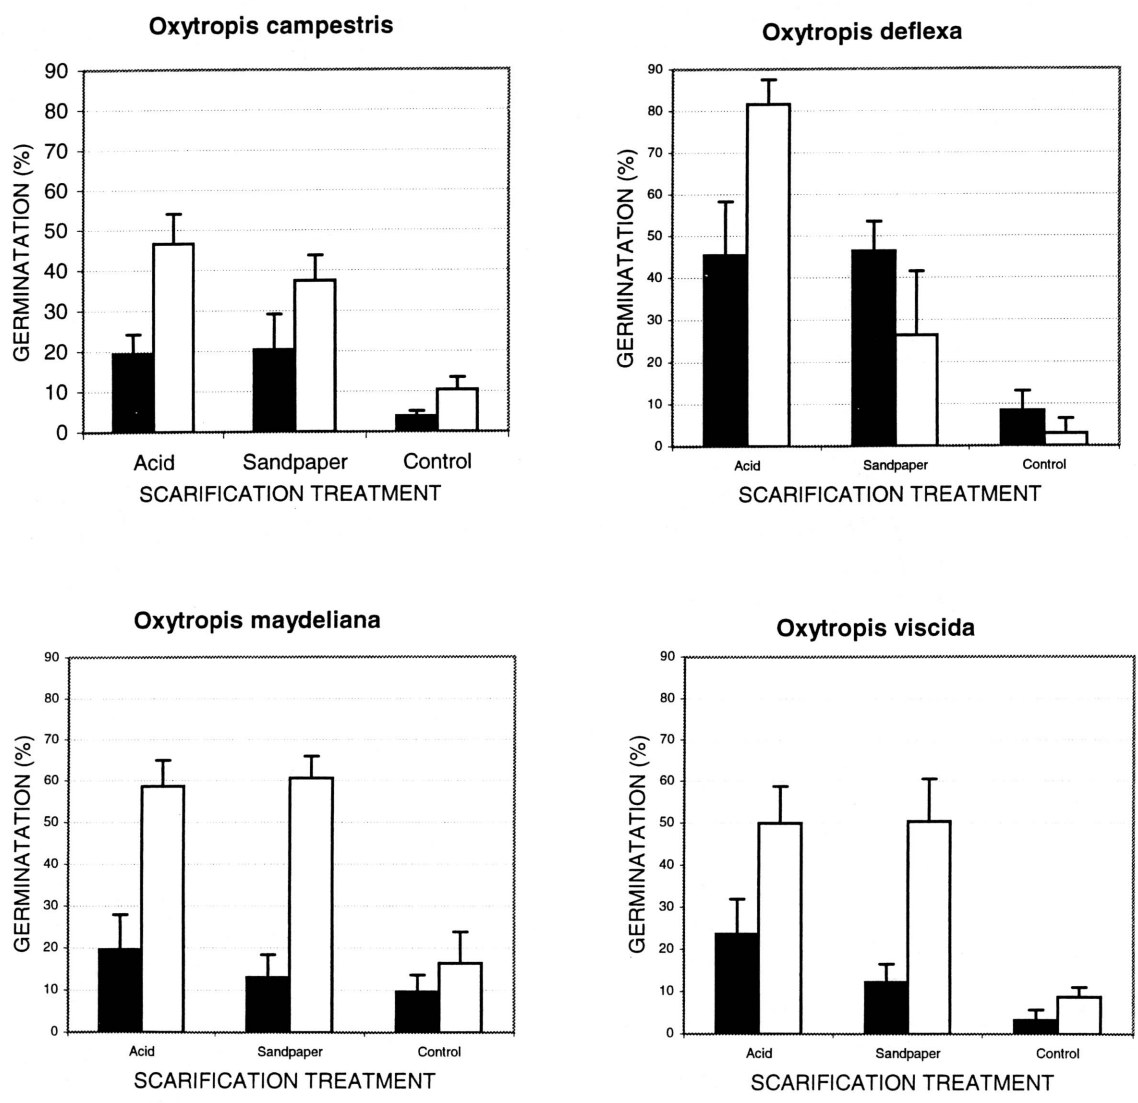 Oxytropis campestris
90
80
70
60
50
40
30
20
10
0
GERMINATATION (%)
Acid Sandpaper Control
SCARIFICATION TREATMENT
Oxytropis deflexa
90
80
70
60
50
40
30
20
10
0
GERMINATATION (%)
Acid Sandpaper Control
SCARIFICATION TREATMENT
Oxytropis maydeliana
90
80
70
60
50
40
30
20
10
0
GERMINATATION (%)
Acid Sandpaper Control
SCARIFICATION TREATMENT
Oxytropis viscida
90
80
70
60
50
40
30
20
10
0
GERMINATATION (%)
Acid Sandpaper Control
SCARIFICATION TREATMENT